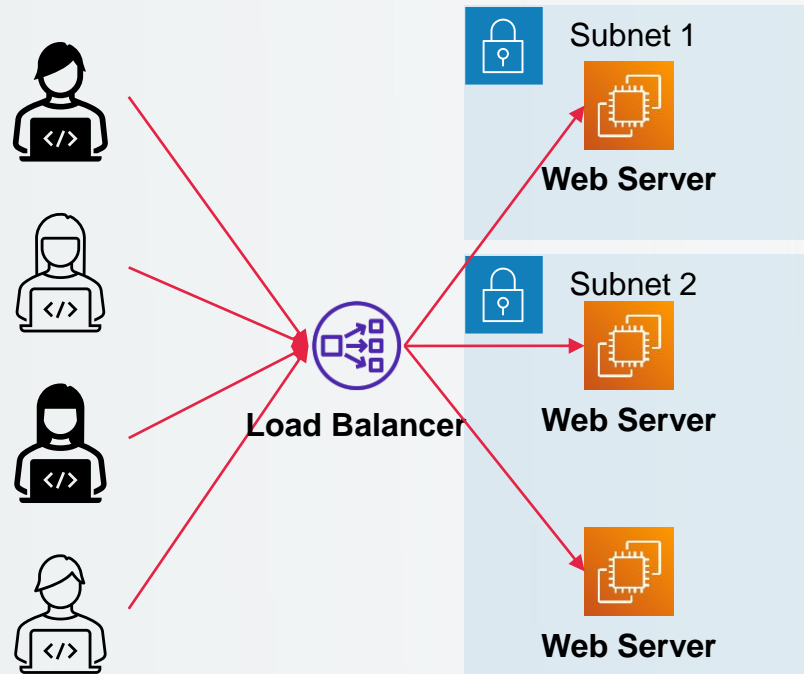 Subnet 1
Web Server
Subnet 2
Web Server
Load Balancer
Web Server
</>
</>
</>
</>